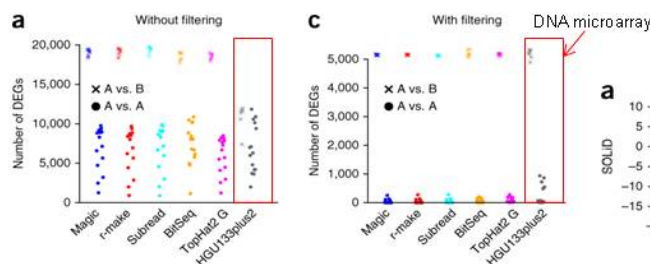 a
Without filtering
20,000
15,000
10,000
5,000
0
Number of DEGs
× A vs. B
● A vs. A
Magic
r-make
Subread
BitSeq
TopHat2 G
HGU133plus2
c
With filtering
DNA microarray
5,000
4,000
3,000
2,000
1,000
0
Number of DEGs
× A vs. B
● A vs. A
Magic
r-make
Subread
BitSeq
TopHat2 G
HGU133plus2
a
10
5
0
−5
−10
−15
SOLiD